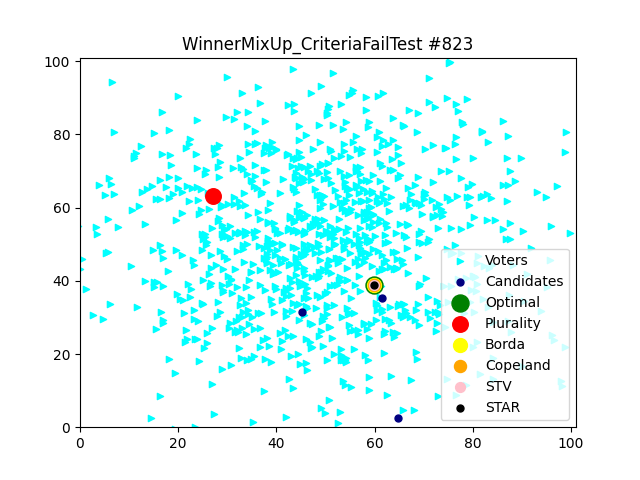 WinnerMixUp_CriteriaFailTest #823
100
80
60
40
20
0
0
20
40
60
80
100
Voters
Candidates
Optimal
Plurality
Borda
Copeland
STV
STAR